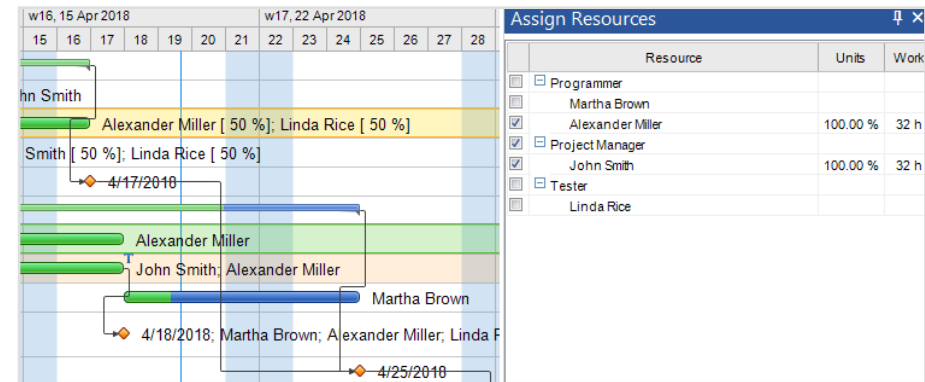 w16, 15 Apr 2018
w17, 22 Apr 2018
15 16 17 18 19 20 21 22 23 24 25 26 27 28
hn Smith
Alexander Miller [ 50 %]; Linda Rice [ 50 %]
Smith [ 50 %]; Linda Rice [ 50 %]
4/17/2018
Alexander Miller
John Smith; Alexander Miller
Martha Brown
4/18/2018; Martha Brown; Alexander Miller; Linda R
4/25/2018
Assign Resources
Resource Units Work
Programmer
Martha Brown
Alexander Miller 100.00 % 32 h
Project Manager
John Smith 100.00 % 32 h
Tester
Linda Rice